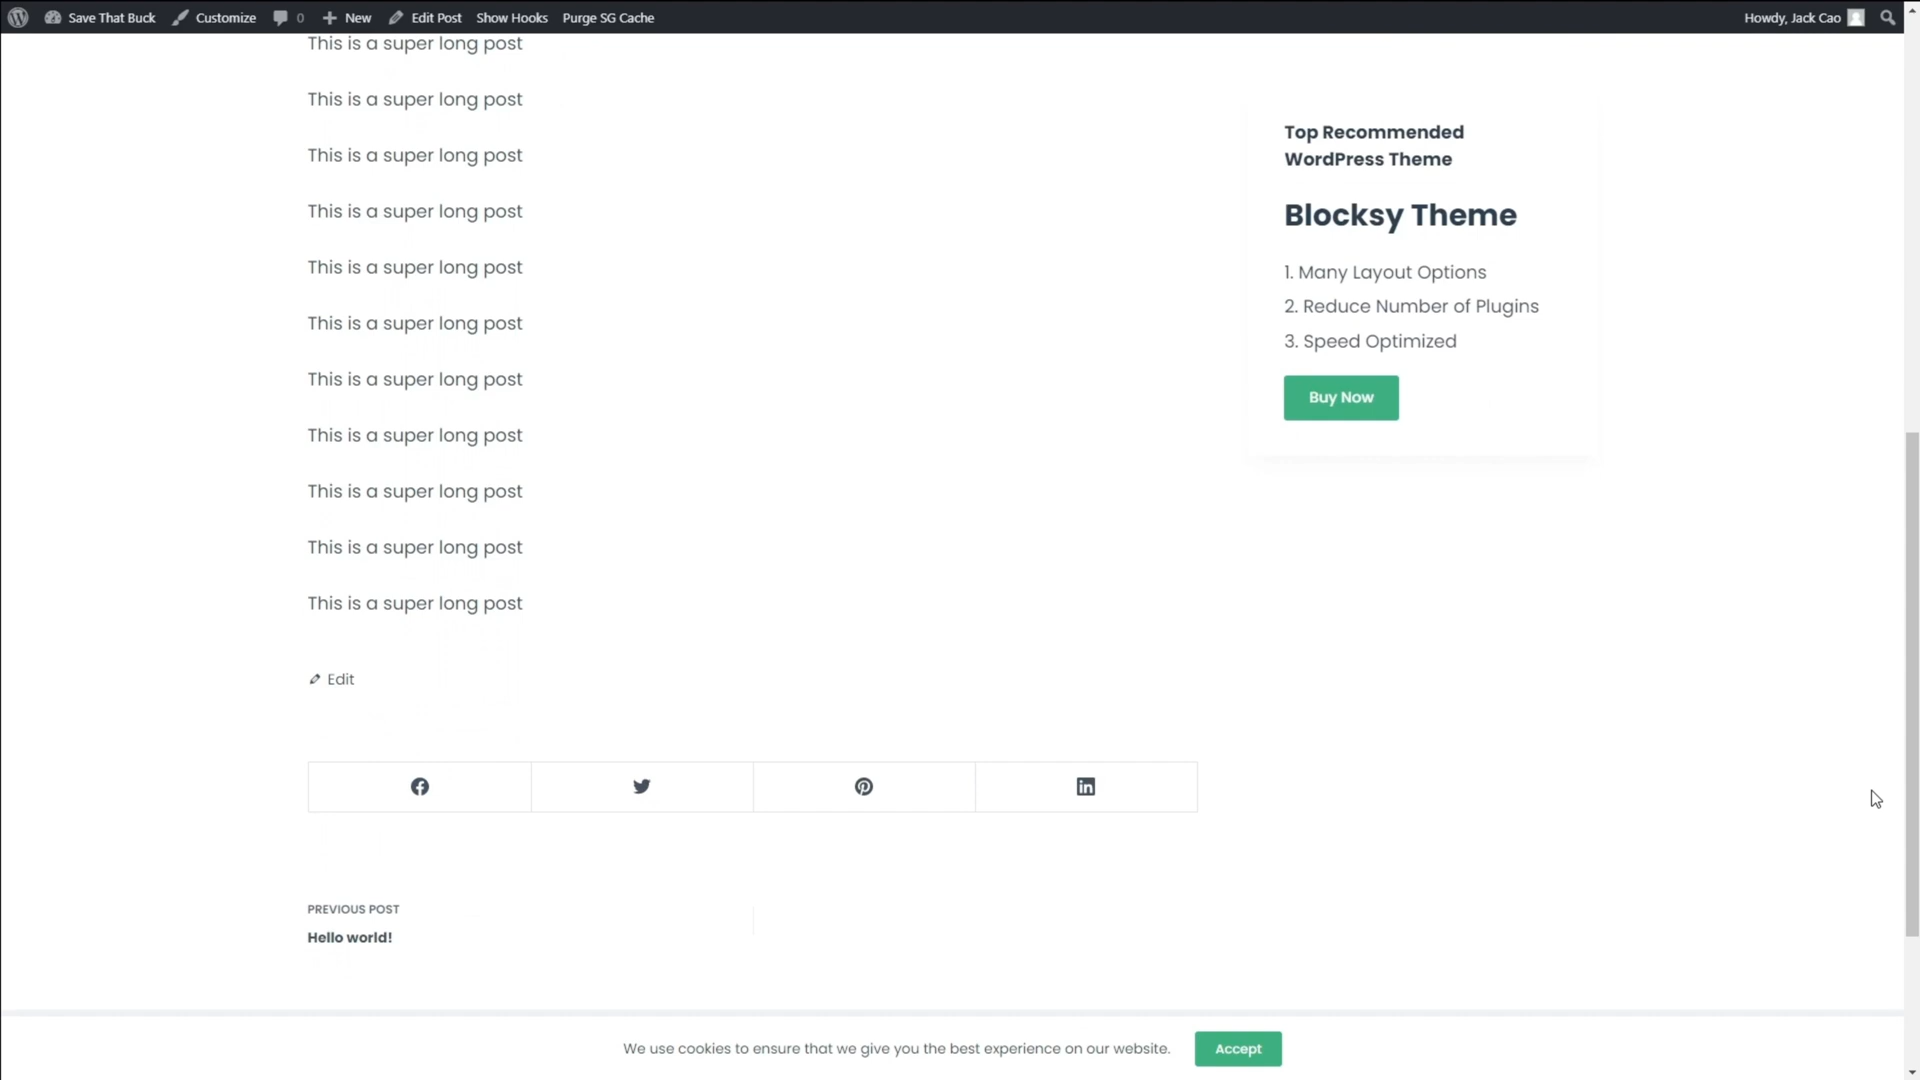 Save That Buck Customize 0 New Edit Post Show Hooks Purge SG Cache Howdy, Jack Cao
This is a super long post
This is a super long post
This is a super long post
This is a super long post
This is a super long post
This is a super long post
This is a super long post
This is a super long post
This is a super long post
This is a super long post
This is a super long post
Edit
PREVIOUS POST
Hello world!
Top Recommended
WordPress Theme
Blocksy Theme
1. Many Layout Options
2. Reduce Number of Plugins
3. Speed Optimized
Buy Now
We use cookies to ensure that we give you the best experience on our website. Accept